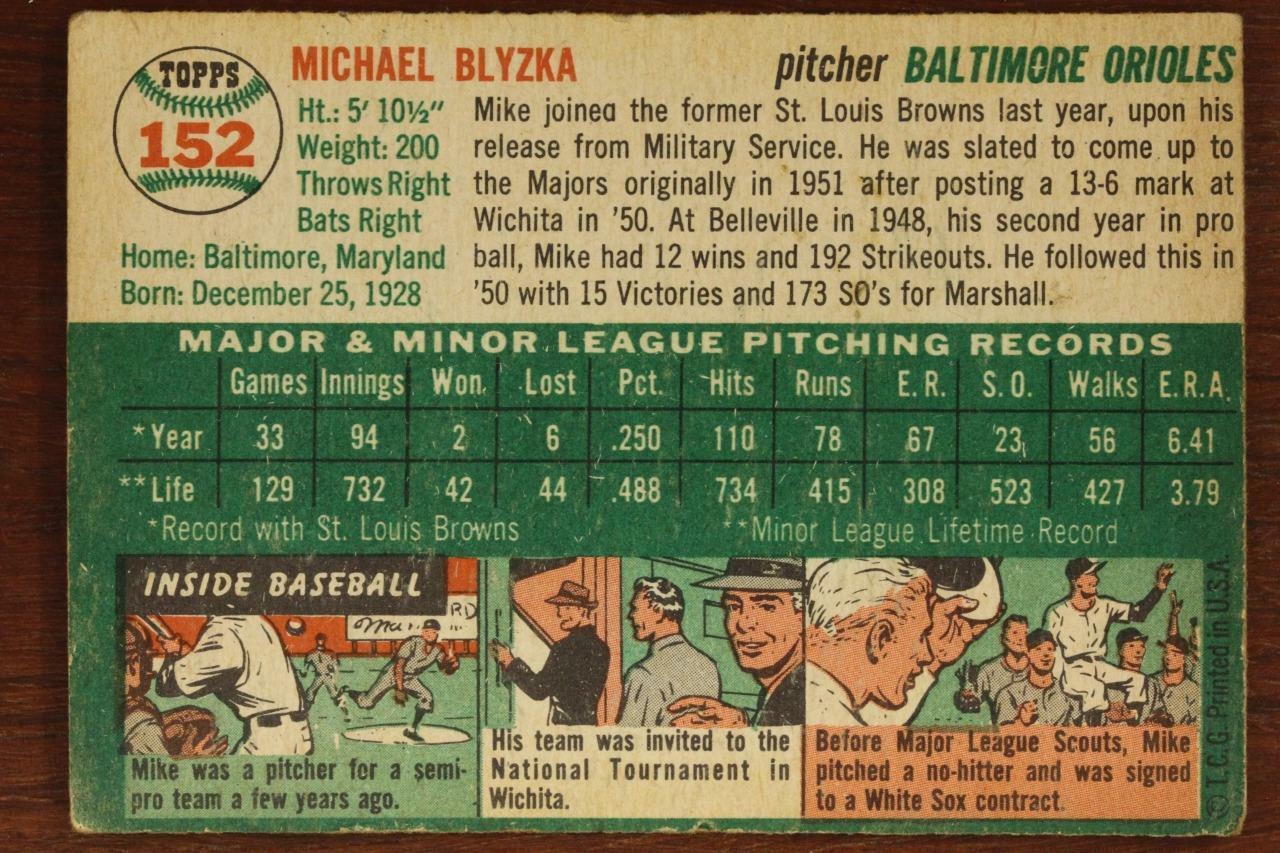 TOPPS
152
MICHAEL BLYZKA
pitcher BALTIMORE ORIOLES
Ht.: 5' 10½"
Weight: 200
Throws Right
Bats Right
Home: Baltimore, Maryland
Born: December 25, 1928
Mike joined the former St. Louis Browns last year, upon his
release from Military Service. He was slated to come up to
the Majors originally in 1951 after posting a 13-6 mark at
Wichita in '50. At Belleville in 1948, his second year in pro
ball, Mike had 12 wins and 192 Strikeouts. He followed this in
'50 with 15 Victories and 173 SO's for Marshall.
MAJOR & MINOR LEAGUE PITCHING RECORDS
Games Innings Won Lost Pct. Hits Runs E.R. S.O. Walks E.R.A.
*Year 33 94 2 6 .250 110 78 67 23 56 6.41
**Life 129 732 42 44 .488 734 415 308 523 427 3.79
*Record with St. Louis Browns **Minor League Lifetime Record
INSIDE BASEBALL
RD
Mike was a pitcher for a semi-
pro team a few years ago.
His team was invited to the
National Tournament in
Wichita.
Before Major League Scouts, Mike
pitched a no-hitter and was signed
to a White Sox contract.
© T.C.G. Printed in U.S.A.